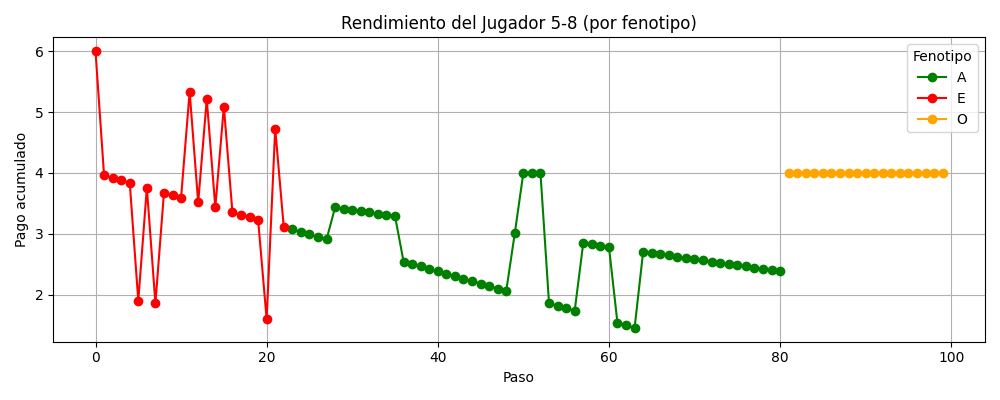 Rendimiento del Jugador 5-8 (por fenotipo)
Pago acumulado
6
5
4
3
2
Fenotipo
A
E
O
0 20 40 60 80 100
Paso